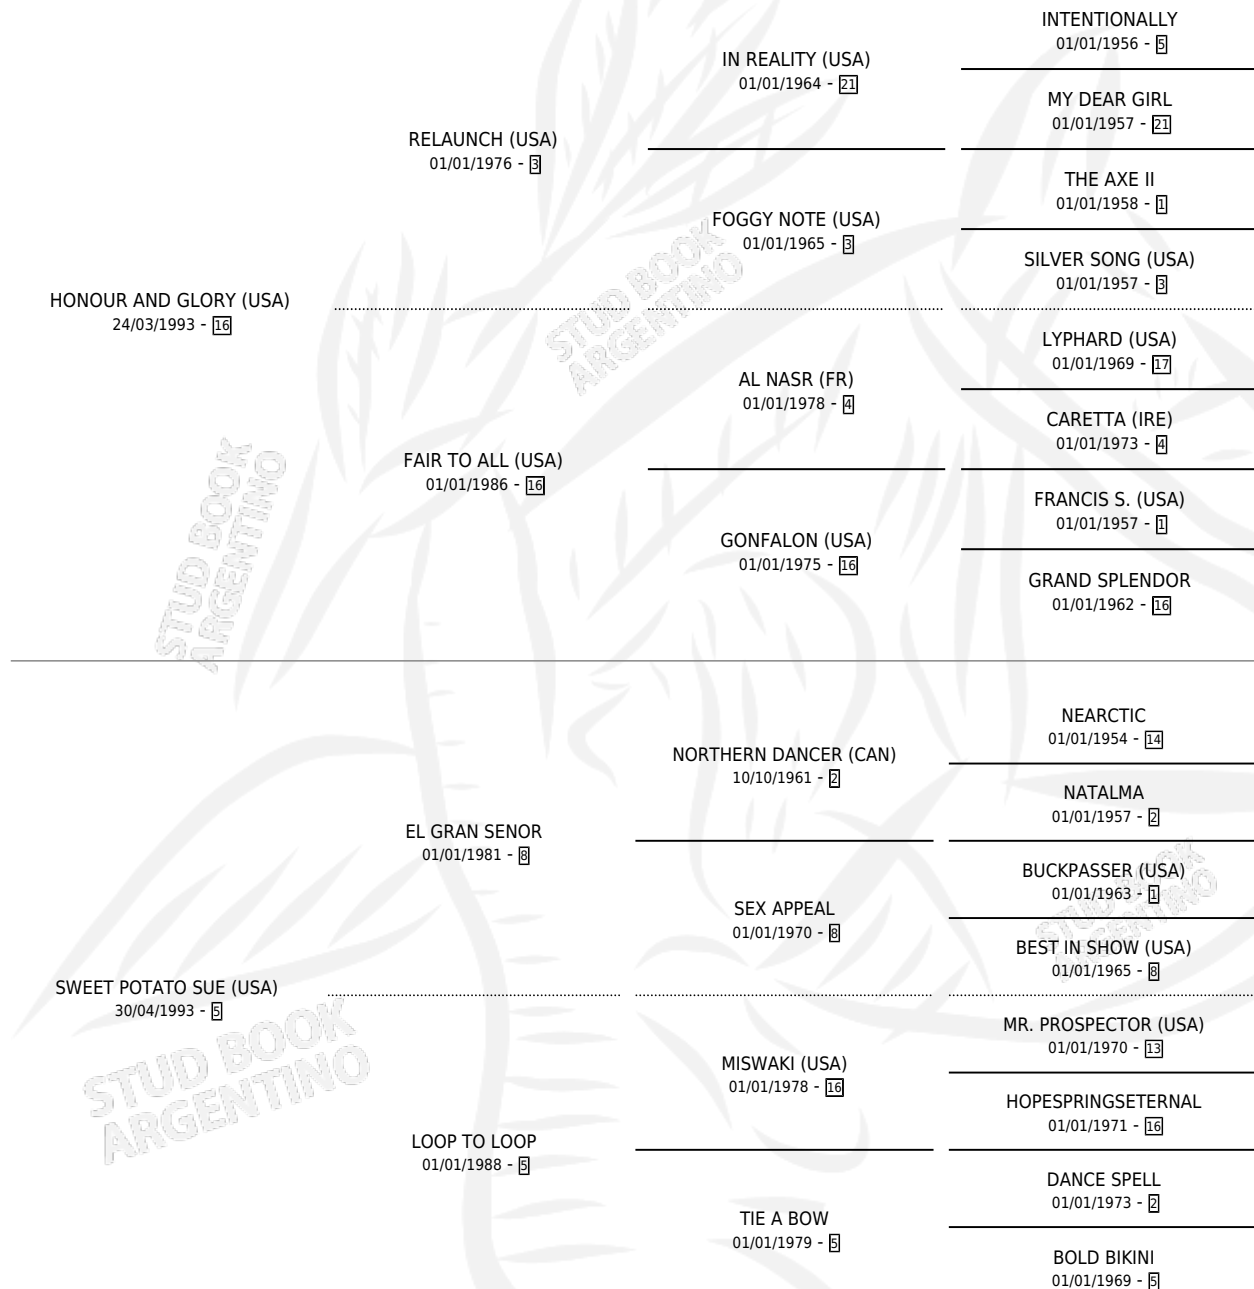 INTENTIONALLY
01/01/1956 - 5
IN REALITY (USA)
01/01/1964 - 21
MY DEAR GIRL
01/01/1957 - 21
RELAUNCH (USA)
01/01/1976 - 3
THE AXE II
01/01/1958 - 1
FOGGY NOTE (USA)
01/01/1965 - 3
SILVER SONG (USA)
01/01/1957 - 3
HONOUR AND GLORY (USA)
24/03/1993 - 16
LYPHARD (USA)
01/01/1969 - 17
AL NASR (FR)
01/01/1978 - 4
CARETTA (IRE)
01/01/1973 - 4
FAIR TO ALL (USA)
01/01/1986 - 16
FRANCIS S. (USA)
01/01/1957 - 1
GONFALON (USA)
01/01/1975 - 16
GRAND SPLENDOR
01/01/1962 - 16
NEARCTIC
01/01/1954 - 14
NORTHERN DANCER (CAN)
10/10/1961 - 2
NATALMA
01/01/1957 - 2
EL GRAN SENOR
01/01/1981 - 8
BUCKPASSER (USA)
01/01/1963 - 1
SEX APPEAL
01/01/1970 - 8
BEST IN SHOW (USA)
01/01/1965 - 8
SWEET POTATO SUE (USA)
30/04/1993 - 5
MR. PROSPECTOR (USA)
01/01/1970 - 13
MISWAKI (USA)
01/01/1978 - 16
HOPESPRINGSETERNAL
01/01/1971 - 16
LOOP TO LOOP
01/01/1988 - 5
DANCE SPELL
01/01/1973 - 2
TIE A BOW
01/01/1979 - 5
BOLD BIKINI
01/01/1969 - 5
STUD BOOK
ARGENTINO
STUD BOOK
ARGENTINO
STUD BOOK
ARGENTINO
STUD BOOK
ARGENTINO